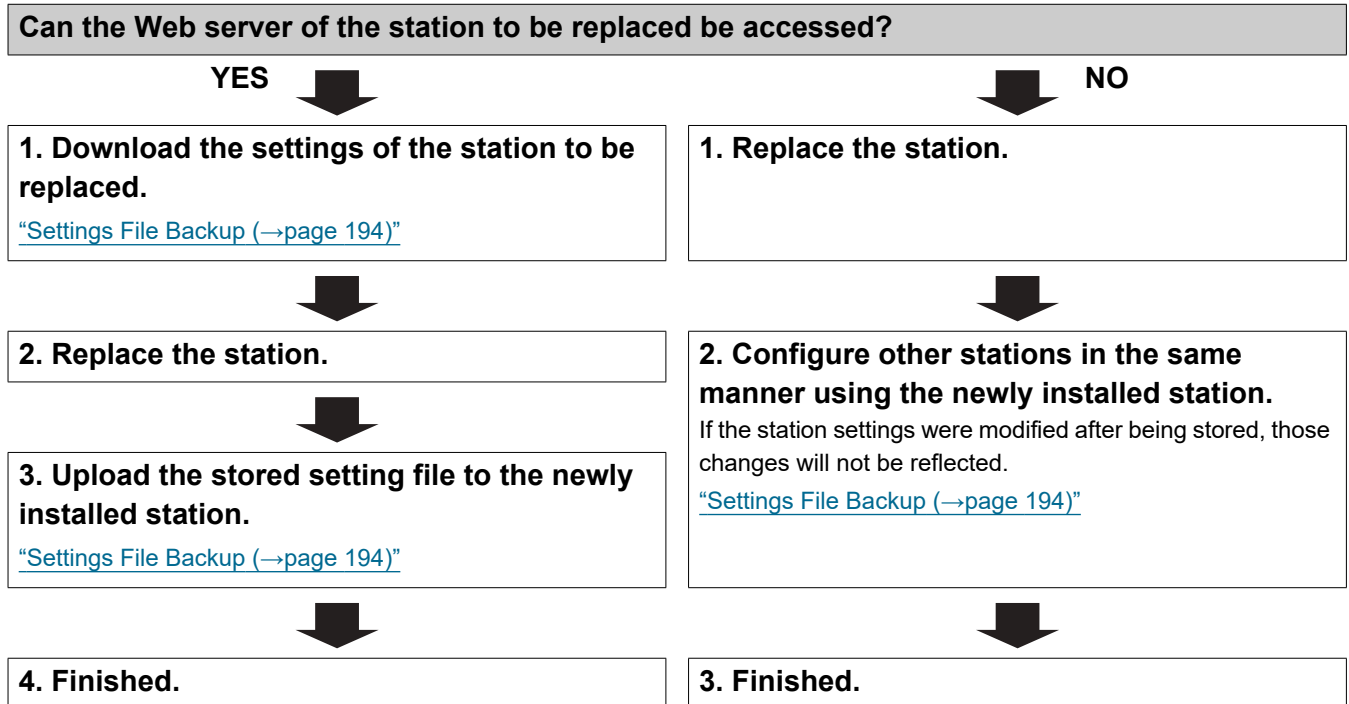 Can the Web server of the station to be replaced be accessed?
YES
NO
1. Download the settings of the station to be
replaced.
“Settings File Backup (→page 194)”
2. Replace the station.
3. Upload the stored setting file to the newly
installed station.
“Settings File Backup (→page 194)”
4. Finished.
1. Replace the station.
2. Configure other stations in the same
manner using the newly installed station.
If the station settings were modified after being stored, those
changes will not be reflected.
“Settings File Backup (→page 194)”
3. Finished.